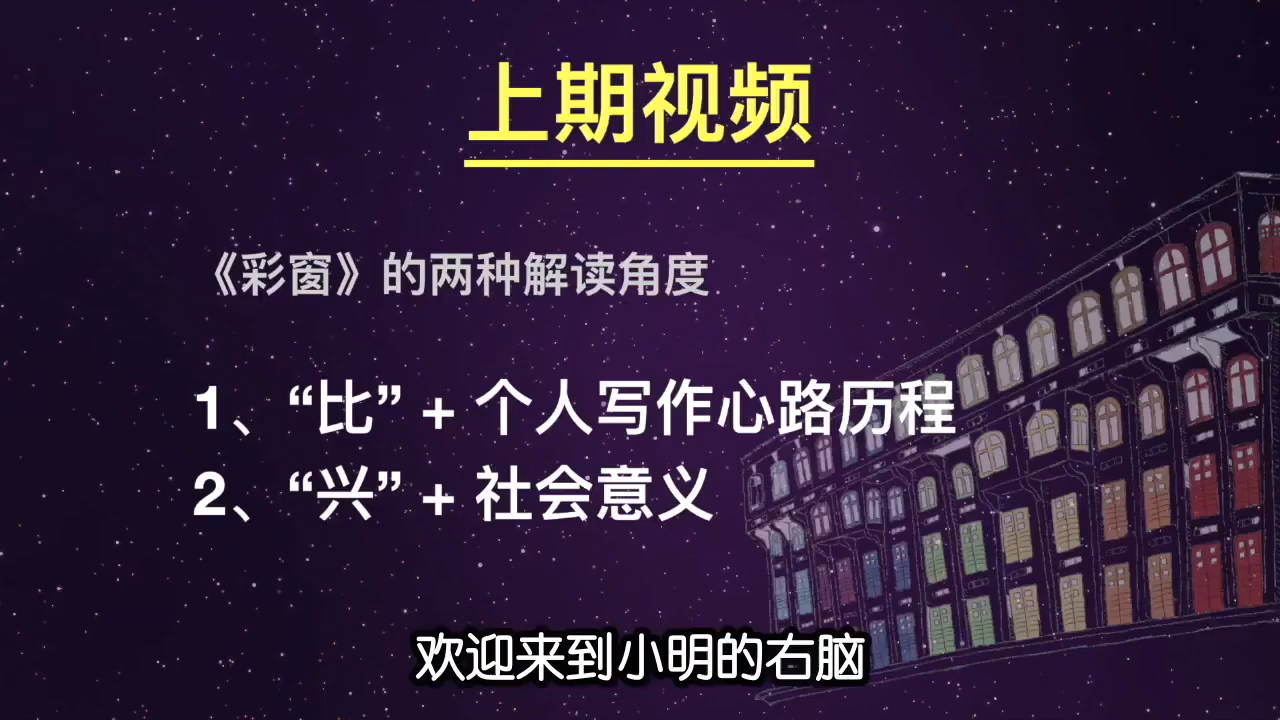 上期视频
《彩窗》的两种解读角度
1、“比” + 个人写作心路历程
2、“兴” + 社会意义
欢迎来到小明的右脑